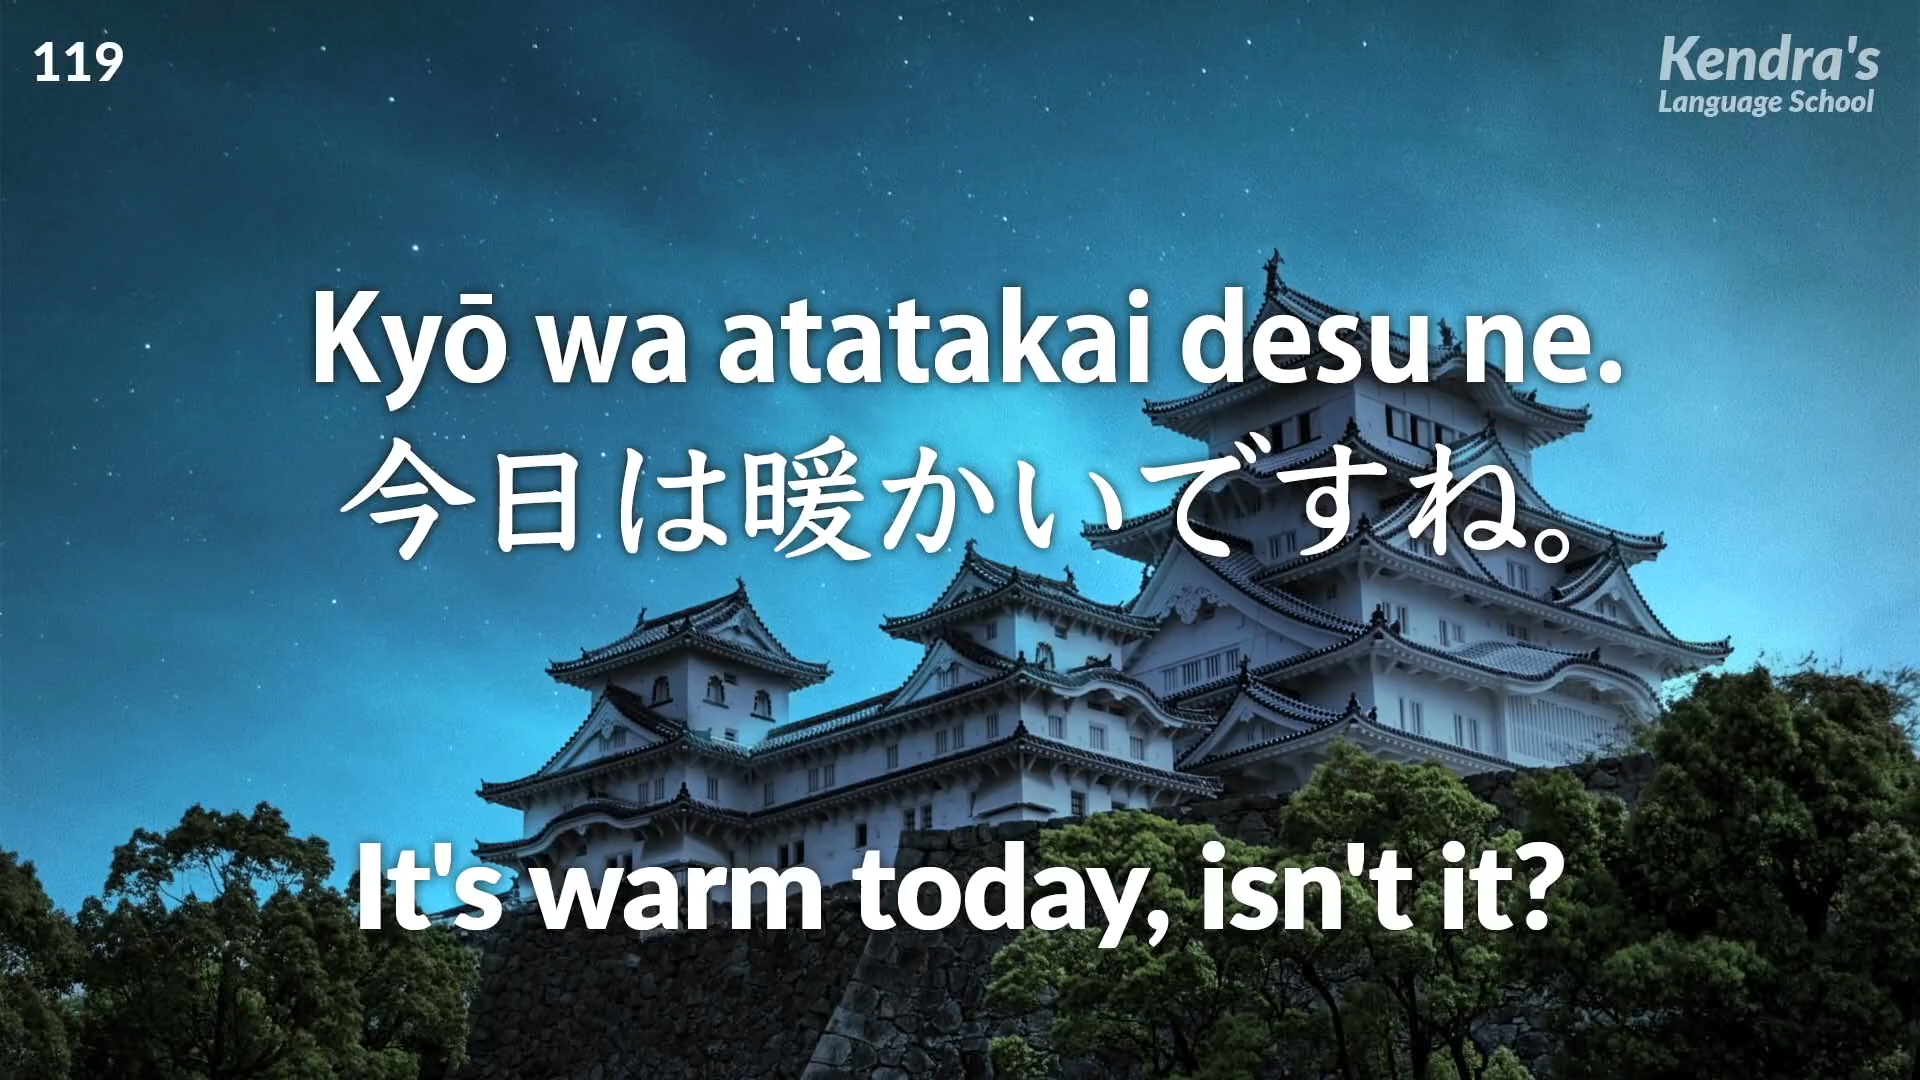 119
Kendra's
Language School
Kyō wa atatakai desu ne.
今日は暖かいですね。
It's warm today, isn't it?